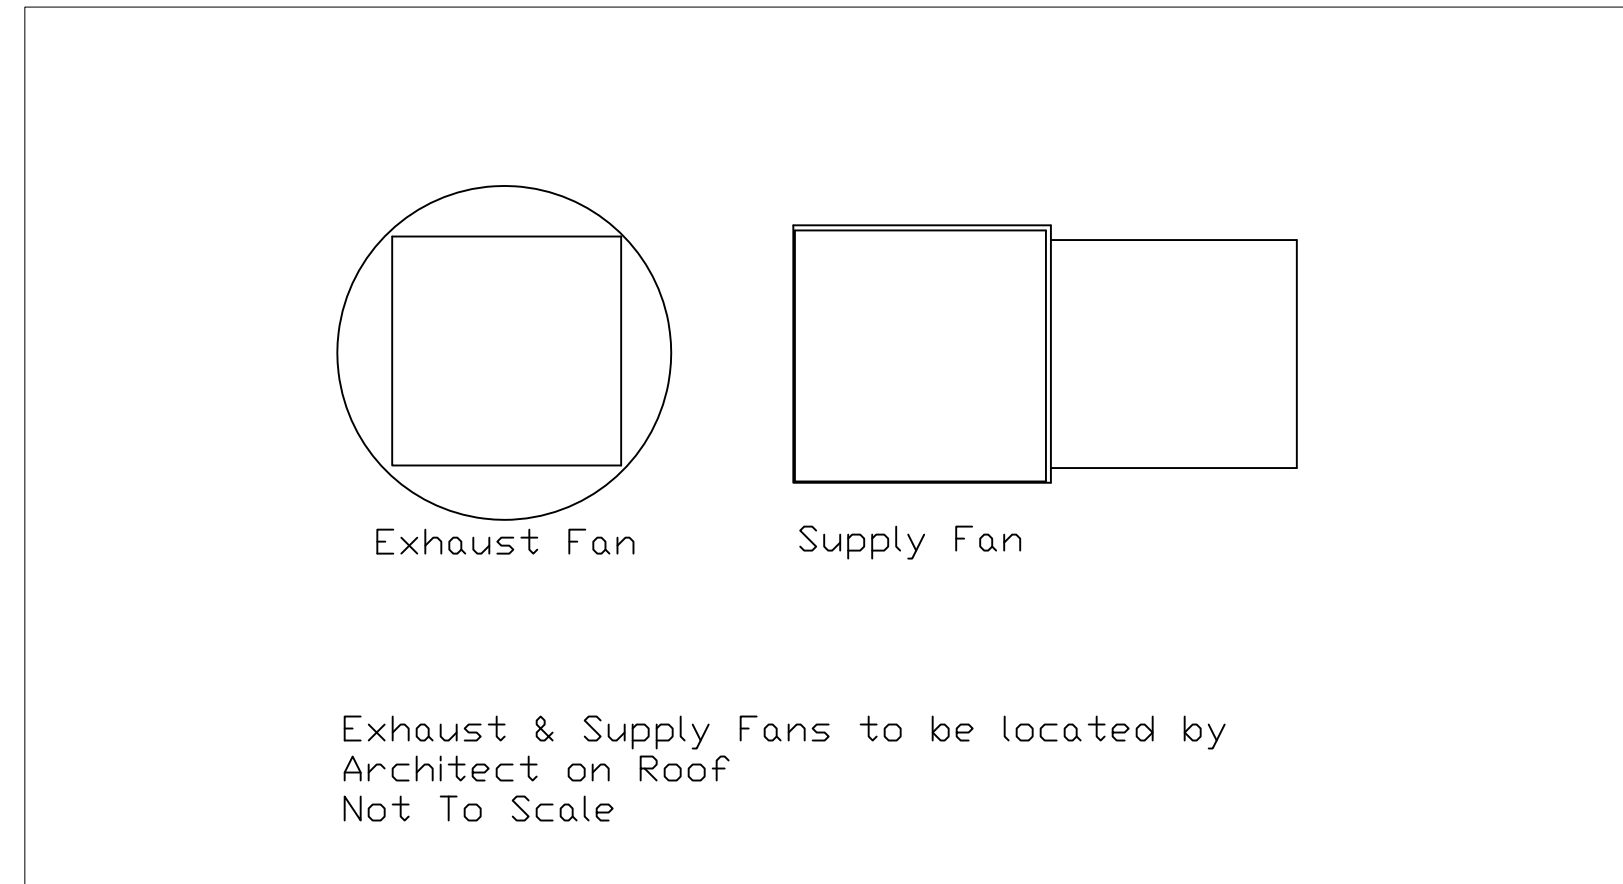 Exhaust Fan
Supply Fan
Exhaust & Supply Fans to be located by
Architect on Roof
Not To Scale